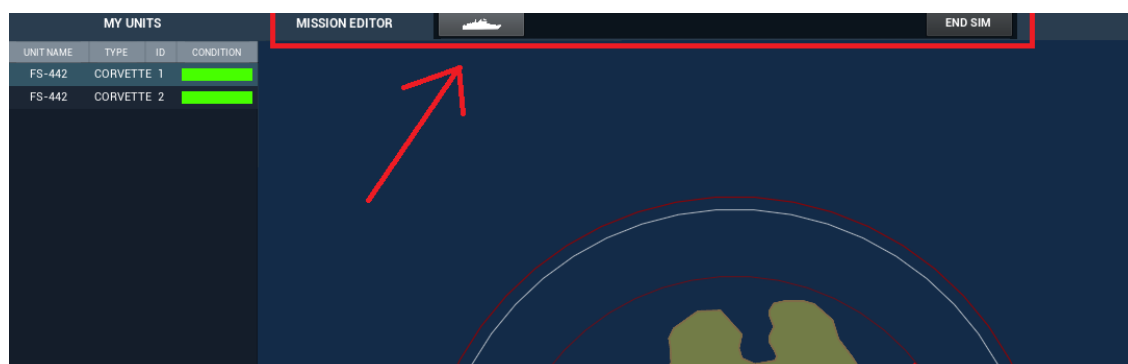 MY UNITS MISSION EDITOR END SIM
UNIT NAME TYPE ID CONDITION
FS-442 CORVETTE 1
FS-442 CORVETTE 2